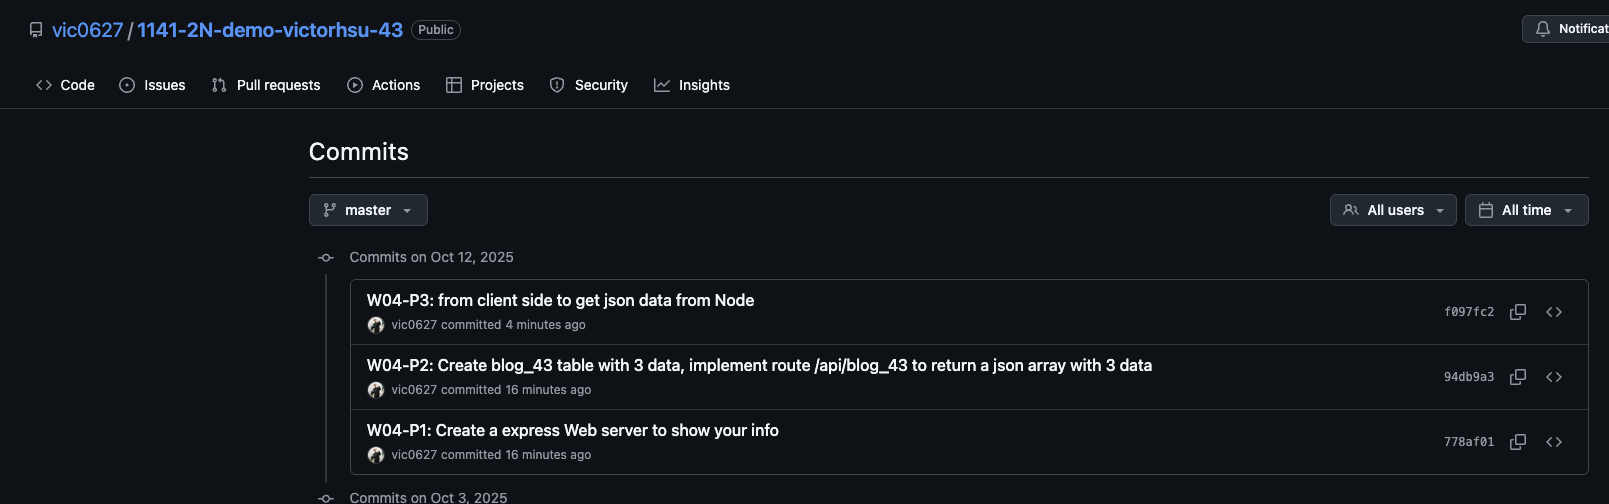 vic0627 / 1141-2N-demo-victorhsu-43 Public
Notificat
Code Issues Pull requests Actions Projects Security Insights
Commits
master All users All time
Commits on Oct 12, 2025
W04-P3: from client side to get json data from Node
vic0627 committed 4 minutes ago
f097fc2
W04-P2: Create blog_43 table with 3 data, implement route /api/blog_43 to return a json array with 3 data
vic0627 committed 16 minutes ago
94db9a3
W04-P1: Create a express Web server to show your info
vic0627 committed 16 minutes ago
778af01
Commits on Oct 3, 2025